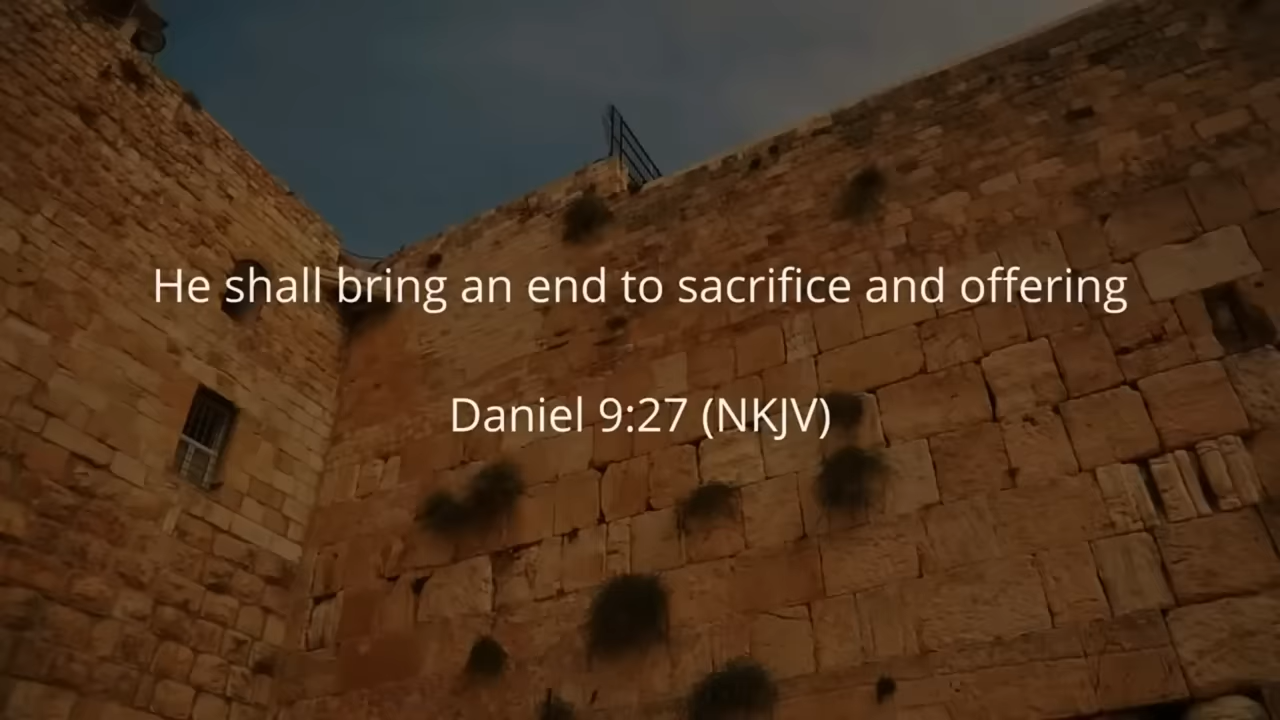 He shall bring an end to sacrifice and offering
Daniel 9:27 (NKJV)